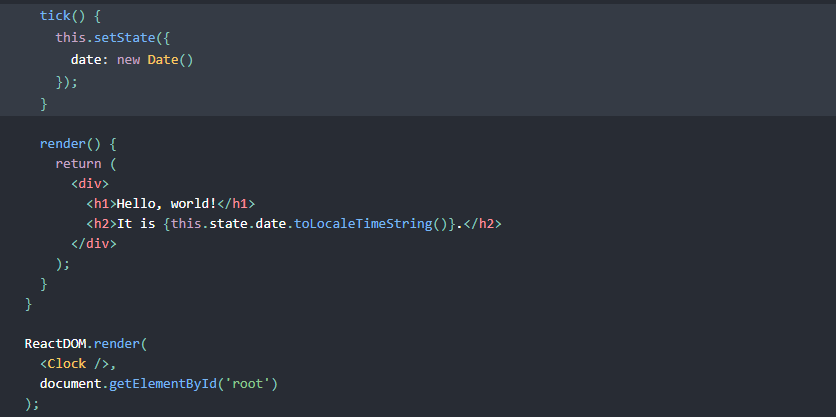 tick() {
this.setState({
date: new Date()
});
}
render() {
return (
<div>
<h1>Hello, world!</h1>
<h2>It is {this.state.date.toLocaleTimeString()}.</h2>
</div>
);
}
}
ReactDOM.render(
<Clock />,
document.getElementById('root')
);